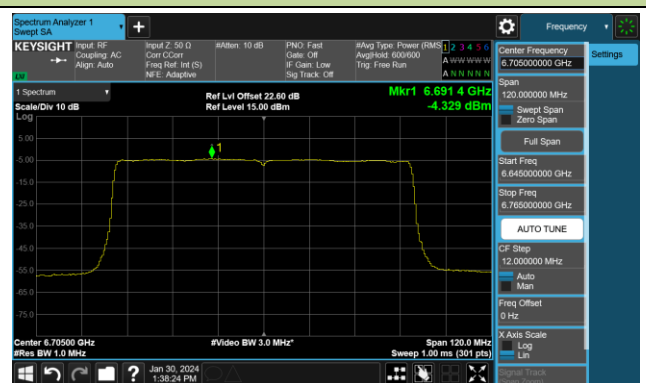 Spectrum Analyzer 1
Swept SA
Frequency
KEYSIGHT
Input: RF
Coupling: AC
Align: Auto
Input Z: 50 Ω
Corr CCorr
Freq Ref: Int (S)
NFE: Adaptive
#Atten: 10 dB
PNO: Fast
Gate: Off
IF Gain: Low
Sig Track: Off
#Avg Type: Power (RMS
Avg|Hold: 600/600
Trig: Free Run
1 2 3 4 5 6
A W W W W W
A N N N N N
LW
1 Spectrum
Scale/Div 10 dB
Log
Ref Lvl Offset 22.60 dB
Ref Level 15.00 dBm
Mkr1 6.691 4 GHz
-4.329 dBm
1
5.00
-5.00
-15.0
-25.0
-35.0
-45.0
-55.0
-65.0
-75.0
Center 6.70500 GHz
#Res BW 1.0 MHz
#Video BW 3.0 MHz*
Span 120.0 MHz
Sweep 1.00 ms (301 pts)
Jan 30, 2024
1:38:24 PM
Center Frequency
6.705000000 GHz
Settings
Span
120.000000 MHz
Swept Span
Zero Span
Full Span
Start Freq
6.645000000 GHz
Stop Freq
6.765000000 GHz
AUTO TUNE
CF Step
12.000000 MHz
Auto
Man
Freq Offset
0 Hz
X Axis Scale
Log
Lin
Signal Track